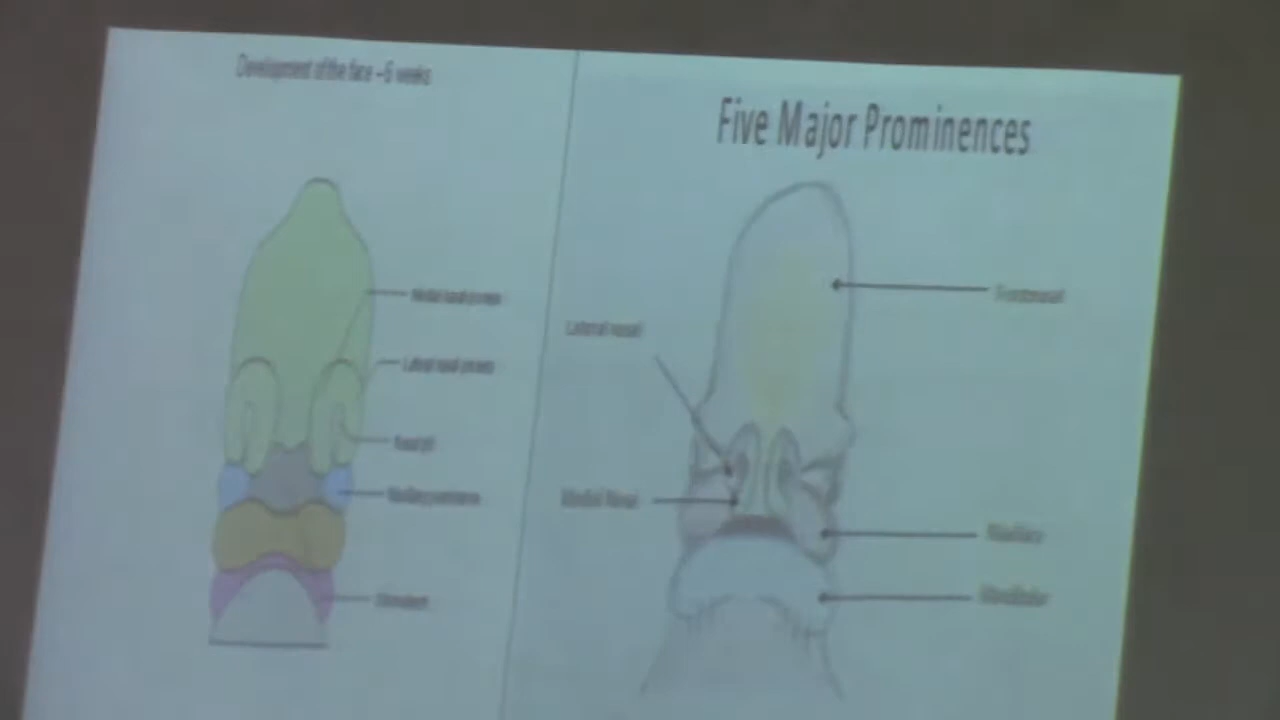 Development of the face ~6 weeks
Medial nasal process
Lateral nasal process
Nasal pit
Maxillary prominence
Stomodeum
Five Major Prominences
Frontonasal
Lateral nasal
Medial Nasal
Maxillary
Mandibular